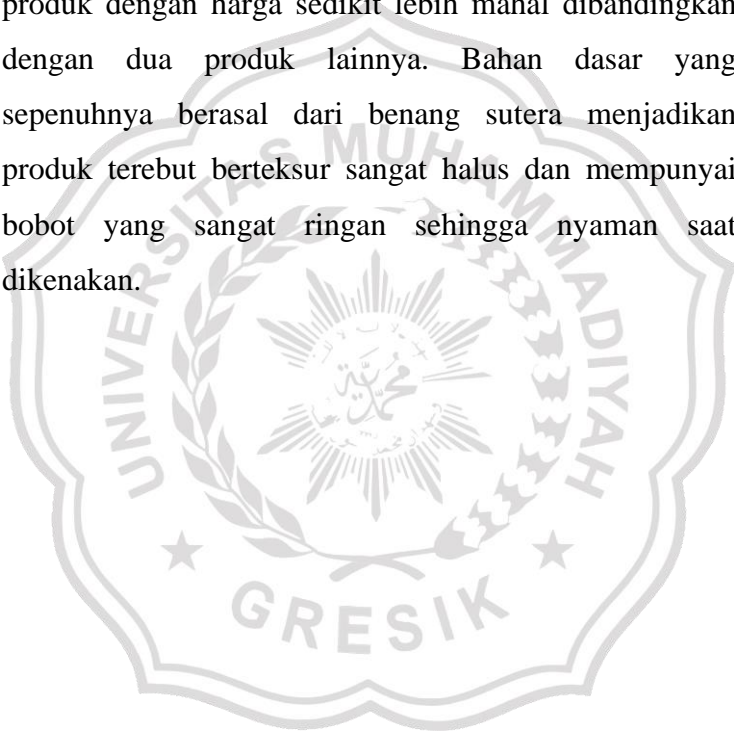 produk dengan harga sedikit lebih mahal dibandingkan
dengan dua produk lainnya. Bahan dasar yang
sepenuhnya berasal dari benang sutera menjadikan
produk terebut berteksur sangat halus dan mempunyai
bobot yang sangat ringan sehingga nyaman saat
dikenakan.
UNIVERSITAS MUHAMMADIYAH
GRESIK